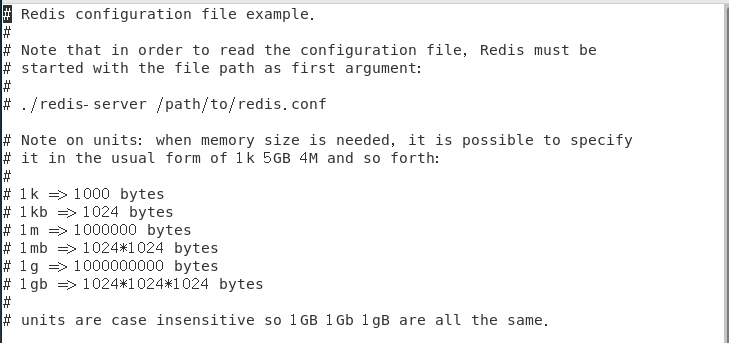 # Redis configuration file example.
#
# Note that in order to read the configuration file, Redis must be
# started with the file path as first argument:
#
# ./redis-server /path/to/redis.conf

# Note on units: when memory size is needed, it is possible to specify
# it in the usual form of 1k 5GB 4M and so forth:
#
# 1k => 1000 bytes
# 1kb => 1024 bytes
# 1m => 1000000 bytes
# 1mb => 1024*1024 bytes
# 1g => 1000000000 bytes
# 1gb => 1024*1024*1024 bytes
#
# units are case insensitive so 1GB 1Gb 1gB are all the same.